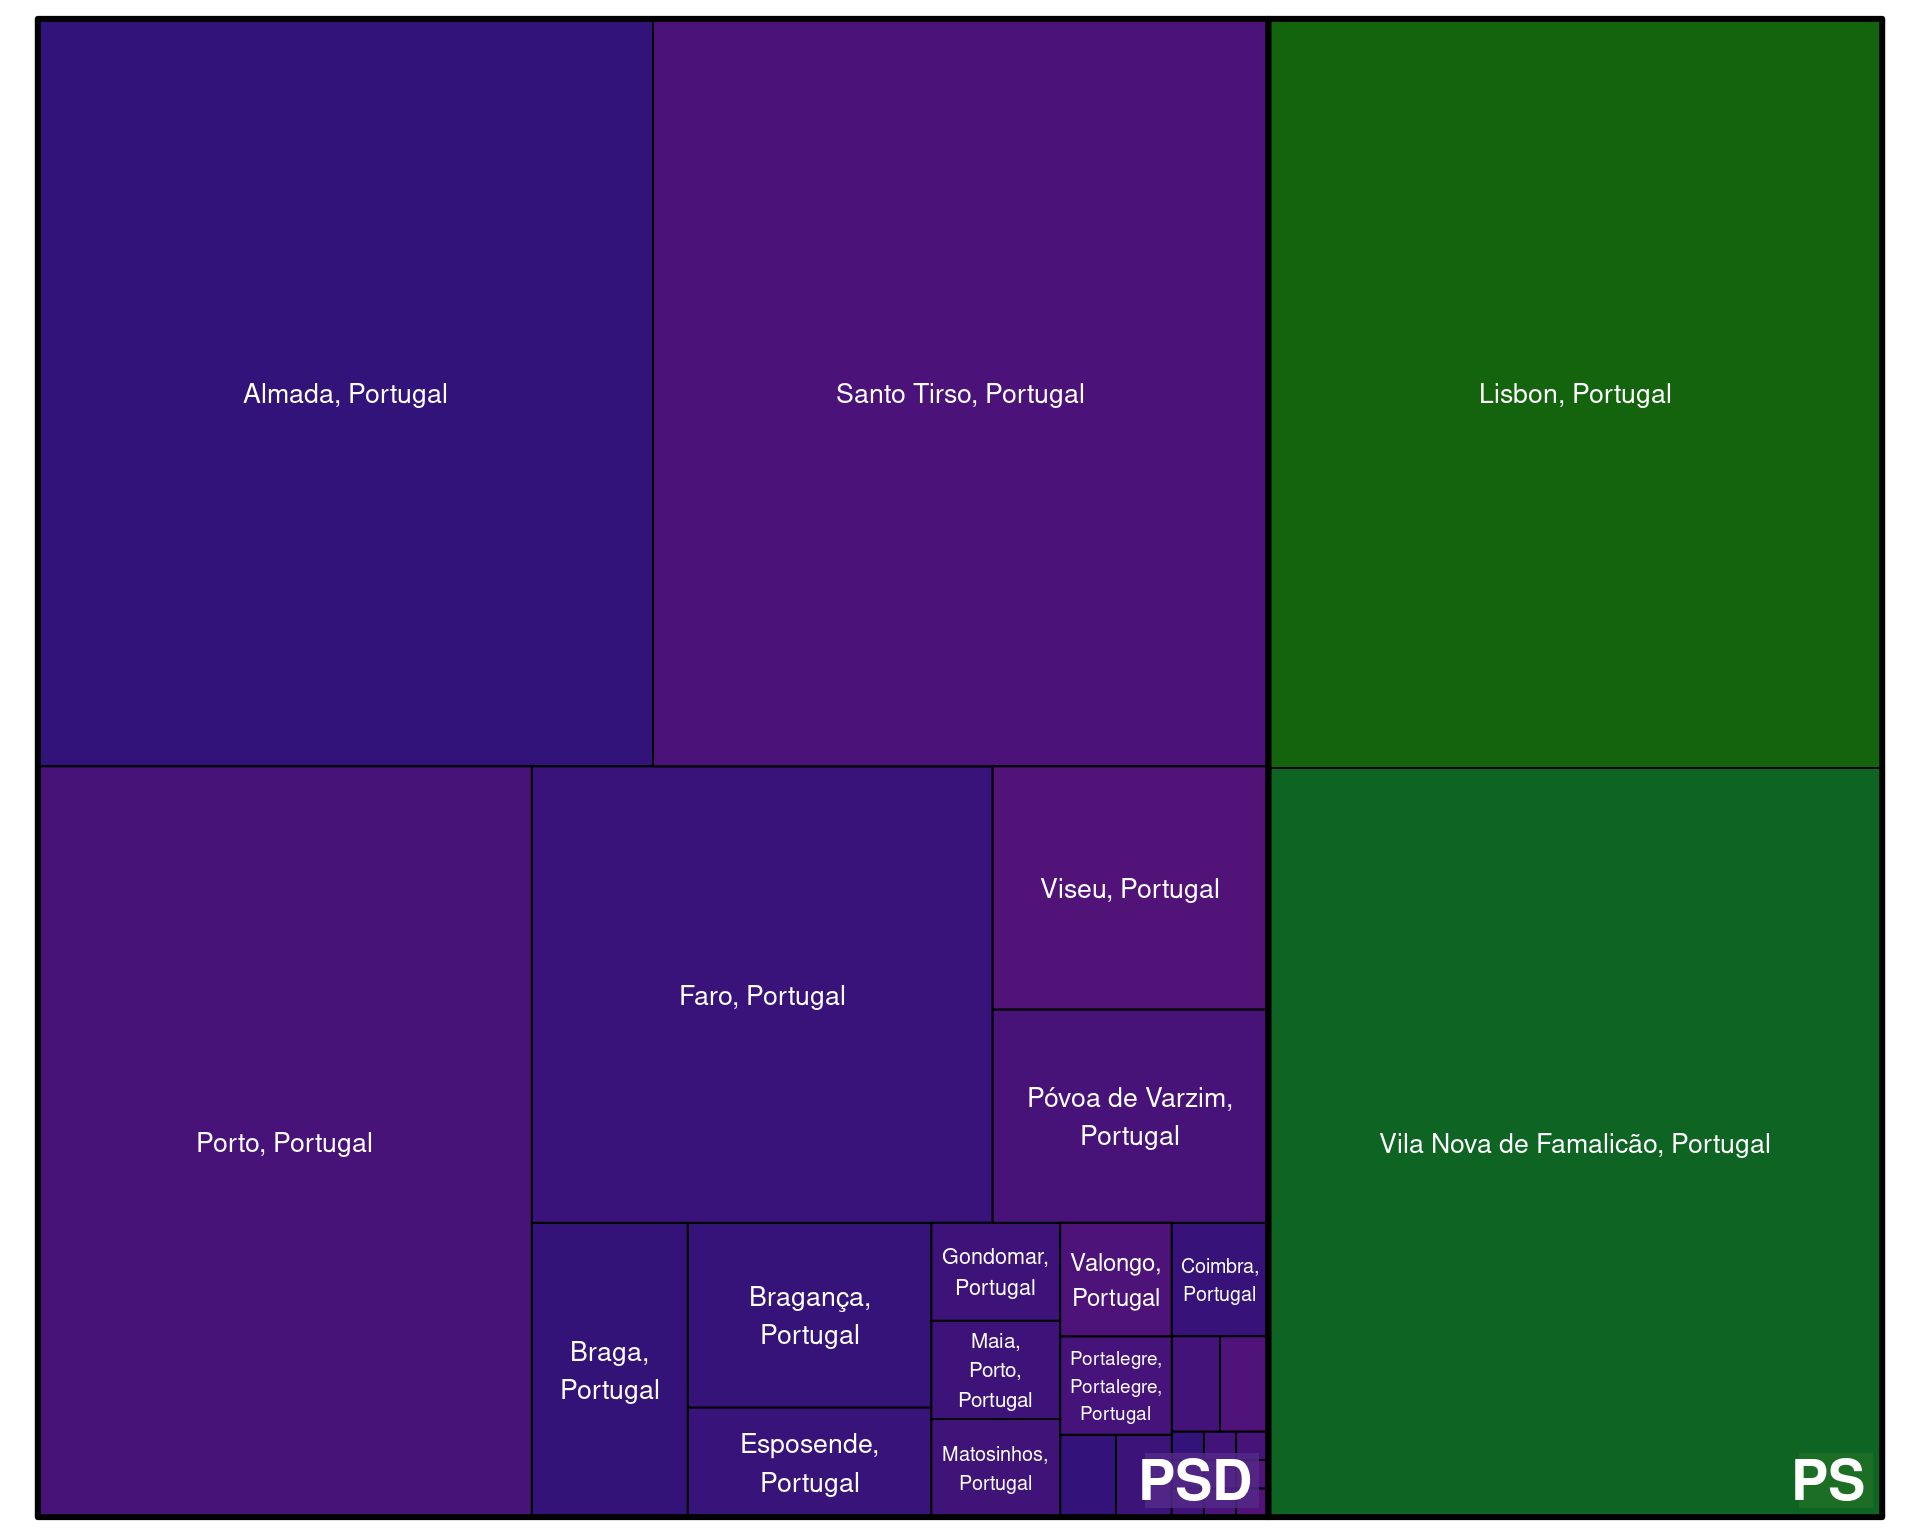 Almada, Portugal
Santo Tirso, Portugal
Lisbon, Portugal
Porto, Portugal
Faro, Portugal
Viseu, Portugal
Póvoa de Varzim,
Portugal
Vila Nova de Famalicão, Portugal
Braga,
Portugal
Bragança,
Portugal
Esposende,
Portugal
Gondomar,
Portugal
Maia,
Porto,
Portugal
Matosinhos,
Portugal
Valongo,
Portugal
Portalegre,
Portalegre,
Portugal
Coimbra,
Portugal
PSD
PS